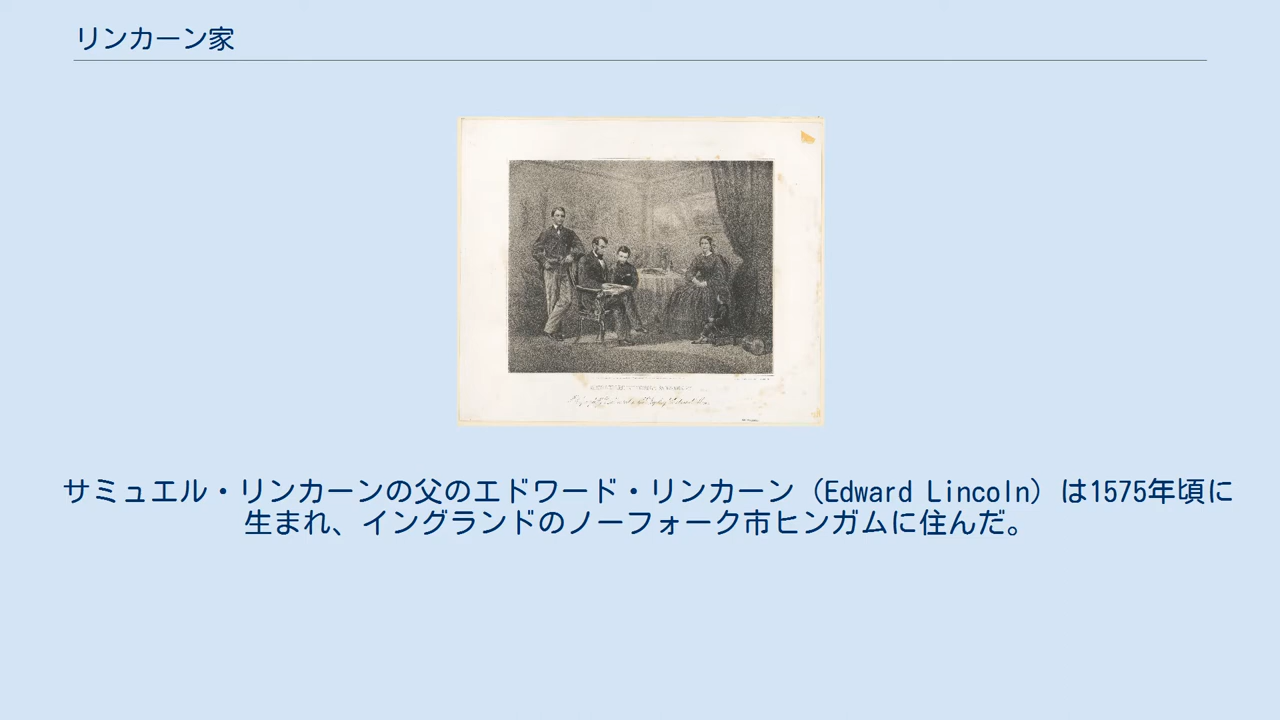 リンカーン家
サミュエル・リンカーンの父のエドワード・リンカーン（Edward Lincoln）は1575年頃に
生まれ、イングランドのノーフォーク市ヒンガムに住んだ。